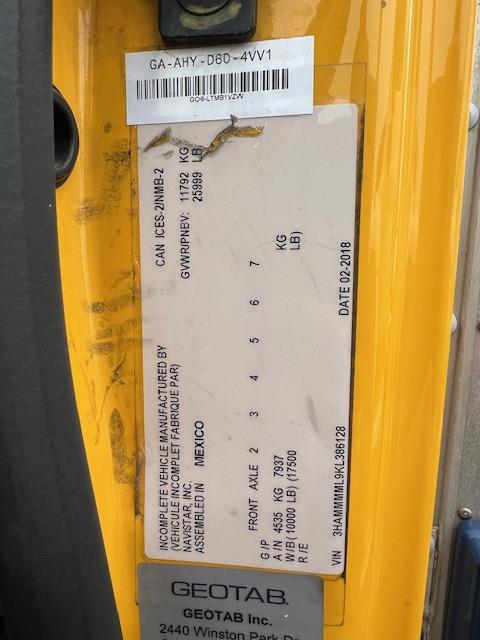 GA-AHY-D60-4VV1
GO9-LTMB1VZW
INCOMPLETE VEHICLE MANUFACTURED BY
(VEHICULE INCOMPLET FABRIQUE PAR)
NAVISTAR, INC.
ASSEMBLED IN MEXICO
CAN ICES-2/NMB-2
GVWR/PNBV: 11792 KG
25999 LB
FRONT AXLE 2 3 4 5 6 7
G/P
A/N 4535 KG 7937 KG
W/B (10000 LB) (17500 LB)
R/E
VIN 3HAMMMML9KL386128 DATE 02-2018
GEOTAB.
GEOTAB Inc.
2440 Winston Park